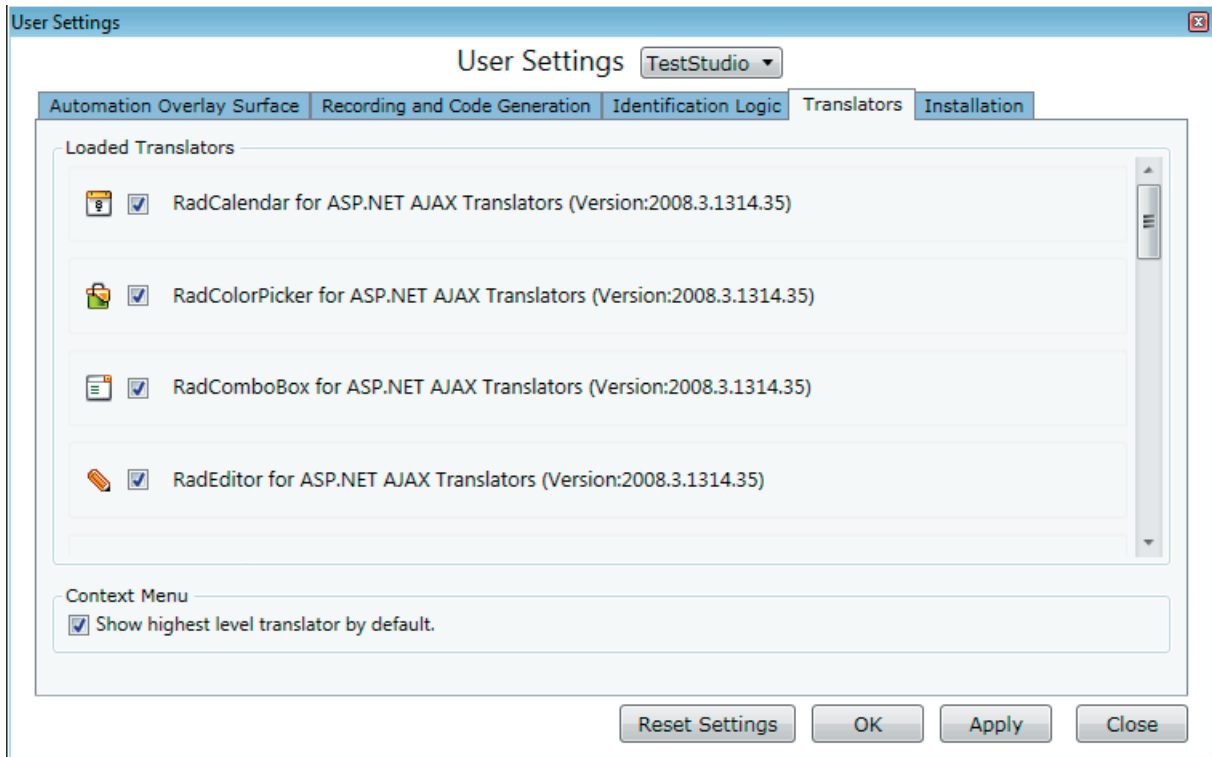 User Settings
User Settings TestStudio
Automation Overlay Surface Recording and Code Generation Identification Logic Translators Installation
Loaded Translators
RadCalendar for ASP.NET AJAX Translators (Version:2008.3.1314.35)
RadColorPicker for ASP.NET AJAX Translators (Version:2008.3.1314.35)
RadComboBox for ASP.NET AJAX Translators (Version:2008.3.1314.35)
RadEditor for ASP.NET AJAX Translators (Version:2008.3.1314.35)
Context Menu
Show highest level translator by default.
Reset Settings OK Apply Close